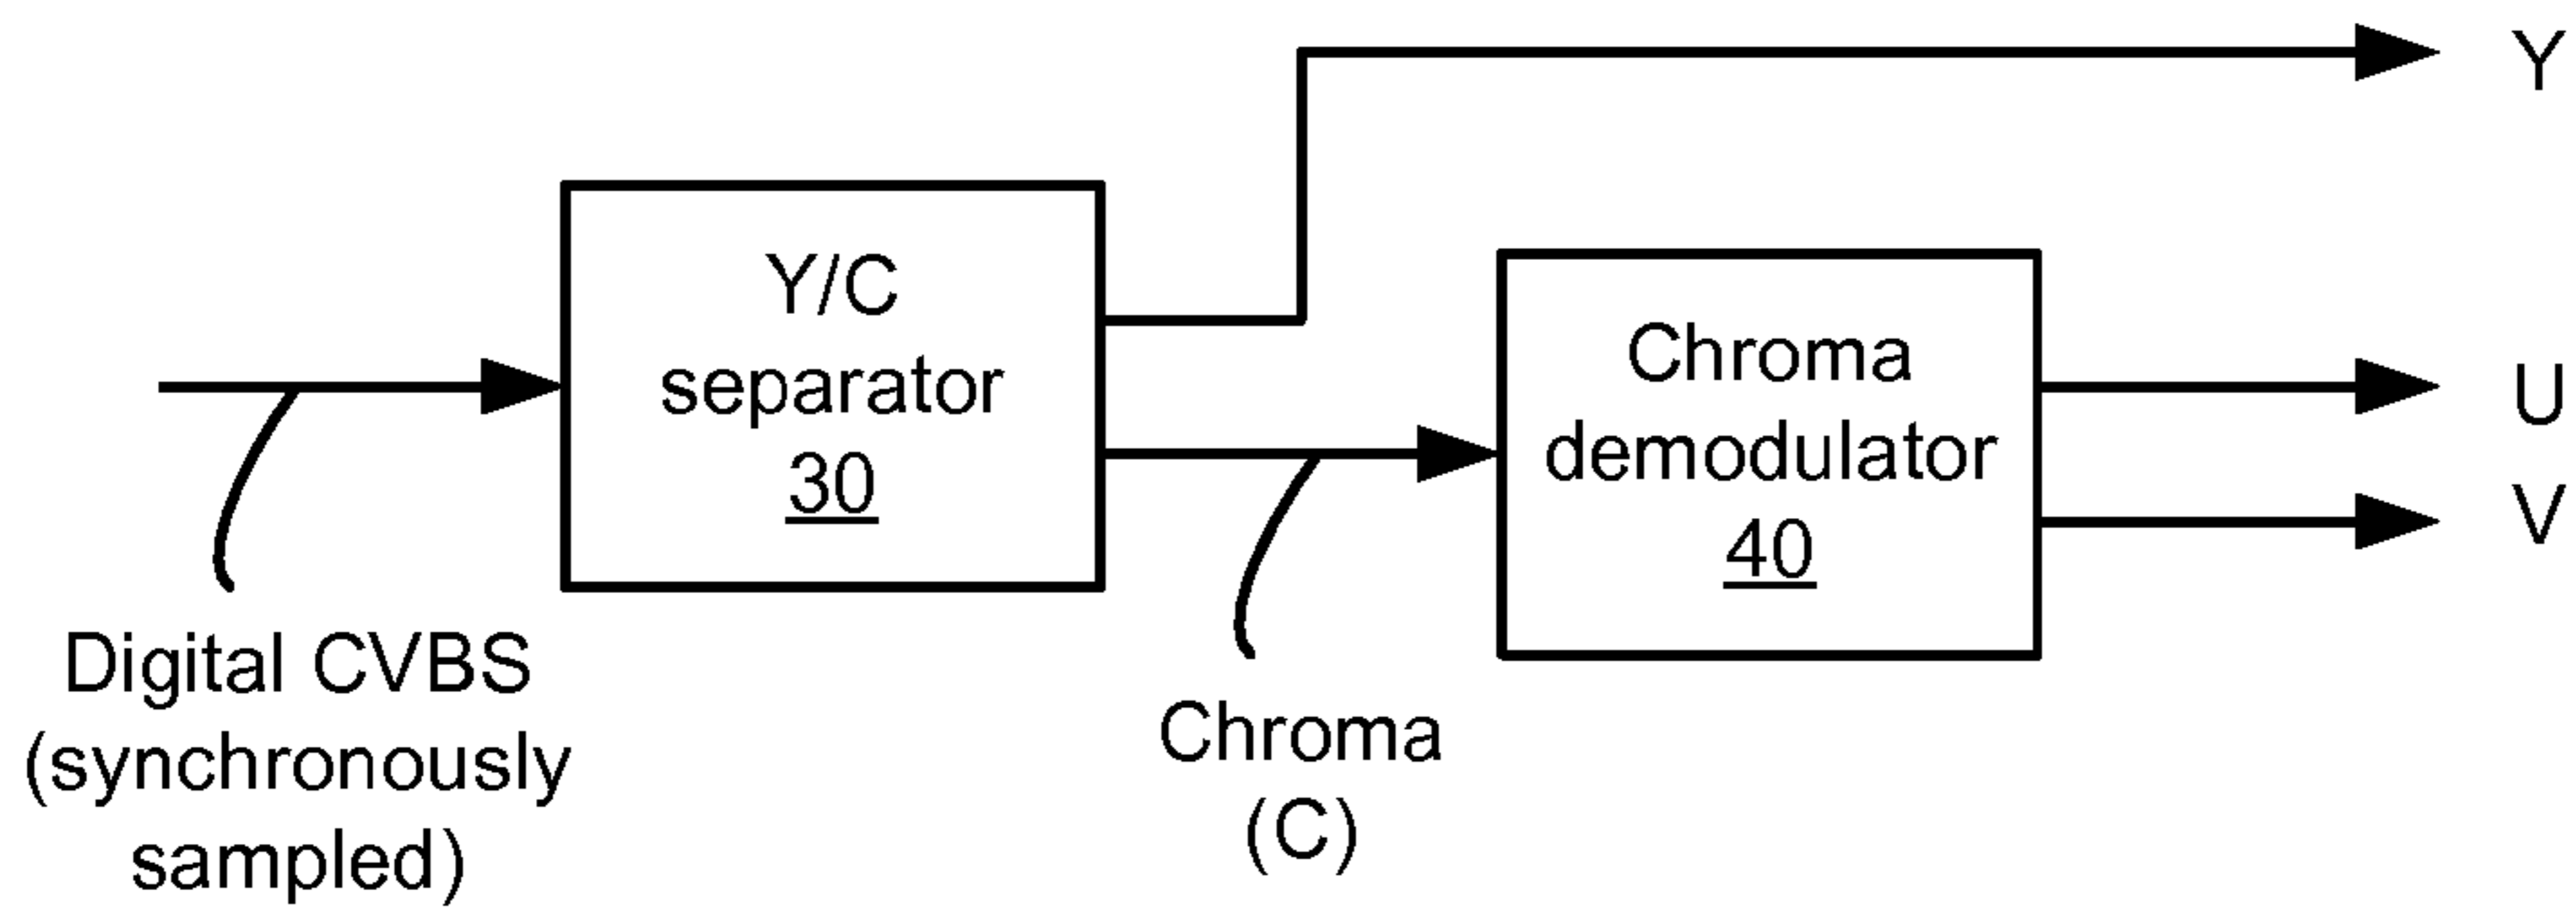 Y
Y/C
separator
30
Chroma
demodulator
40
U
V
Digital CVBS
(synchronously
sampled)
Chroma
(C)